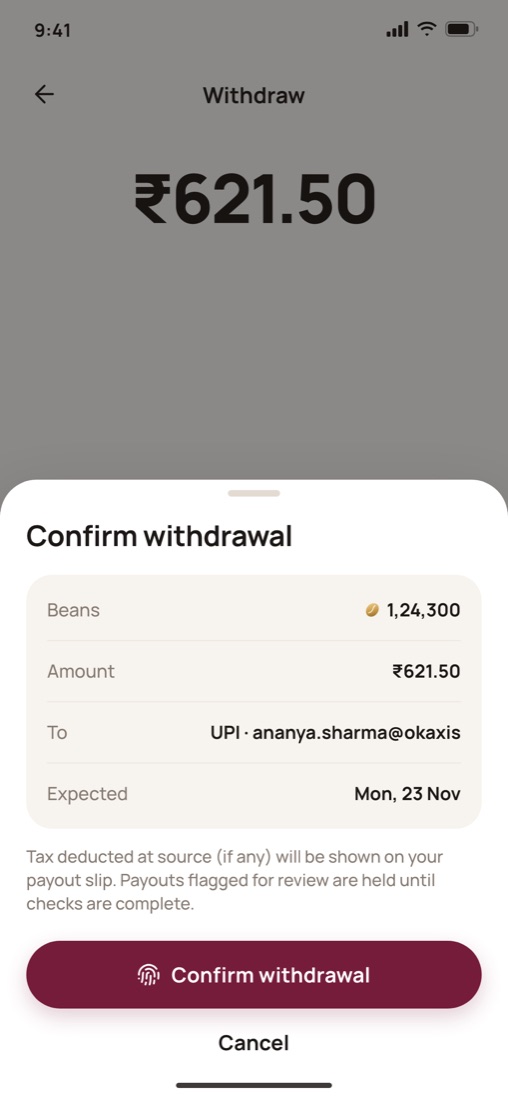 9:41
Withdraw
₹621.50
Confirm withdrawal
Beans 1,24,300
Amount ₹621.50
To UPI · ananya.sharma@okaxis
Expected Mon, 23 Nov
Tax deducted at source (if any) will be shown on your
payout slip. Payouts flagged for review are held until
checks are complete.
Confirm withdrawal
Cancel